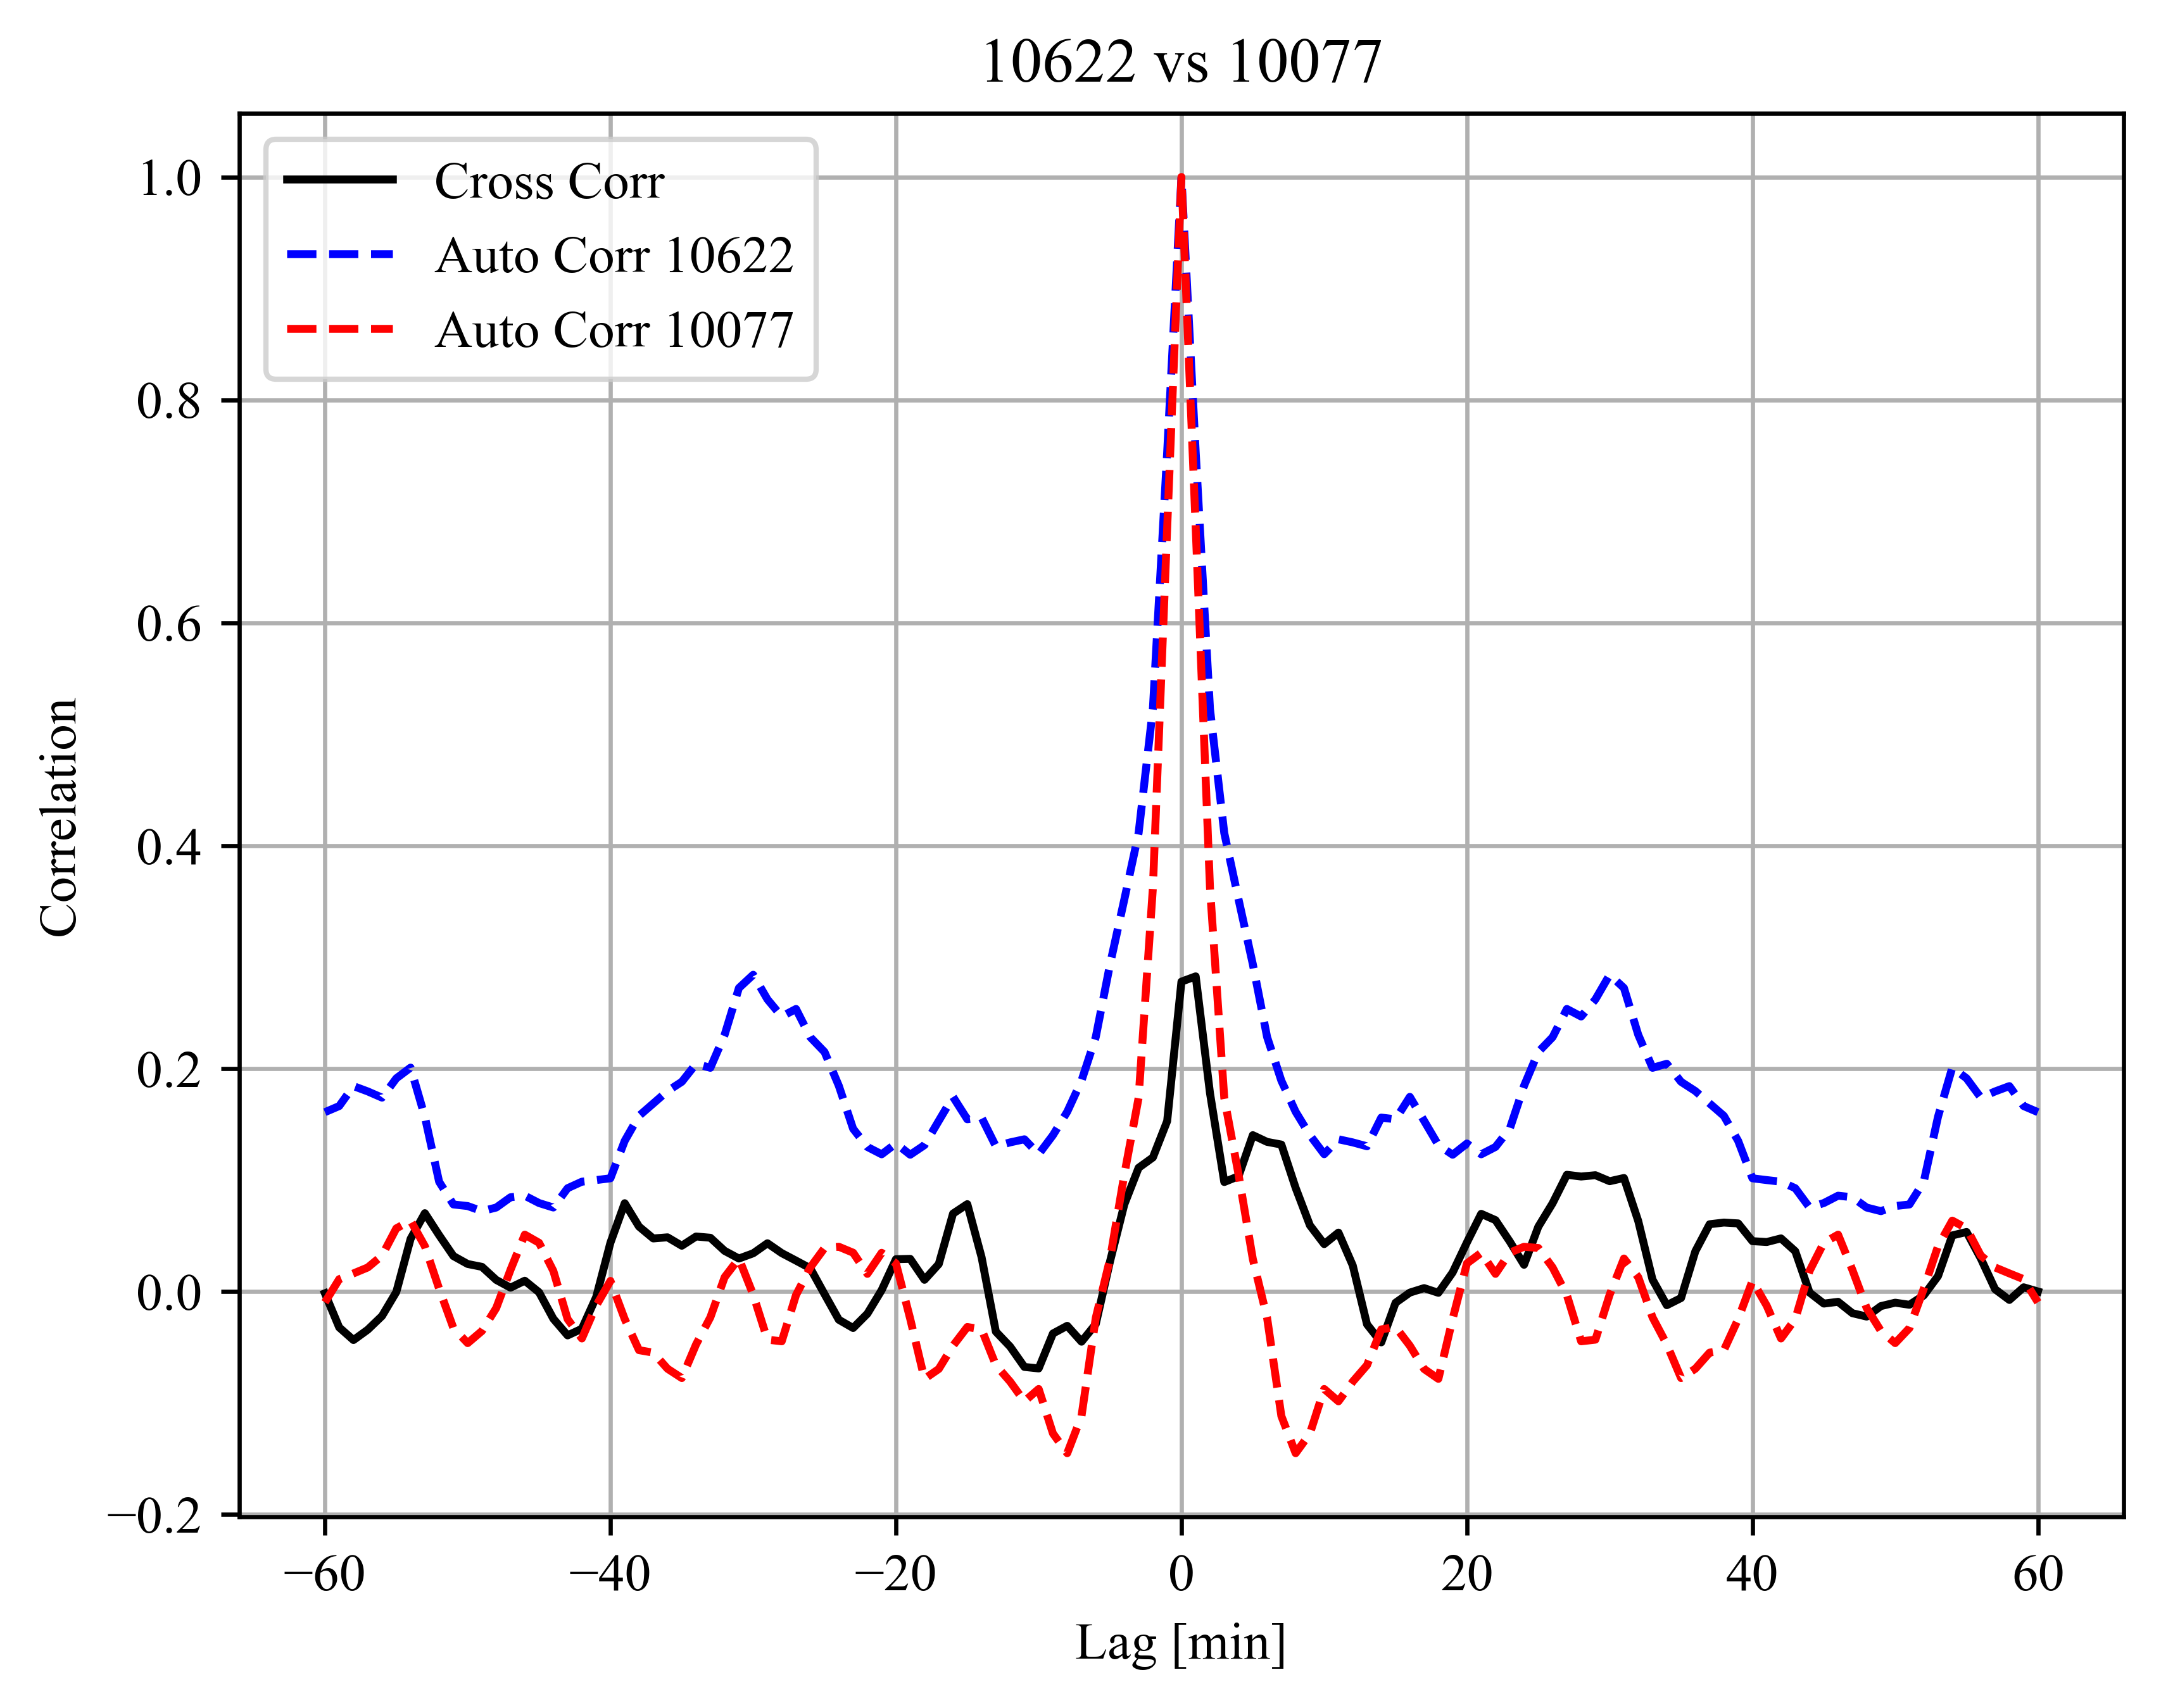 10622 vs 10077
Cross Corr
Auto Corr 10622
Auto Corr 10077
1.0
0.8
0.6
0.4
0.2
0.0
−0.2
Correlation
−60 −40 −20 0 20 40 60
Lag [min]